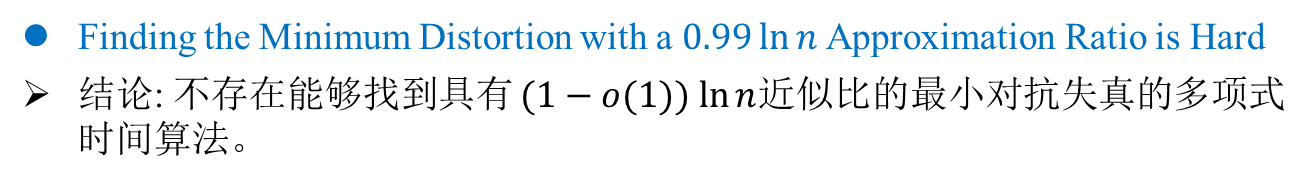 ● Finding the Minimum Distortion with a 0.99 ln n Approximation Ratio is Hard
➢ 结论: 不存在能够找到具有 (1 − o(1)) ln n近似比的最小对抗失真的多项式
时间算法。